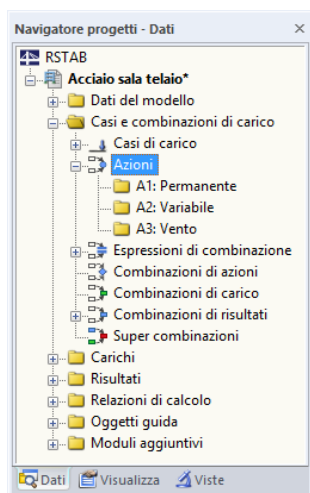 Navigatore progetti - Dati
RSTAB
Acciaio sala telaio*
Dati del modello
Casi e combinazioni di carico
Casi di carico
Azioni
A1: Permanente
A2: Variabile
A3: Vento
Espressioni di combinazione
Combinazioni di azioni
Combinazioni di carico
Combinazioni di risultati
Super combinazioni
Carichi
Risultati
Relazioni di calcolo
Oggetti guida
Moduli aggiuntivi
Dati Visualizza Viste